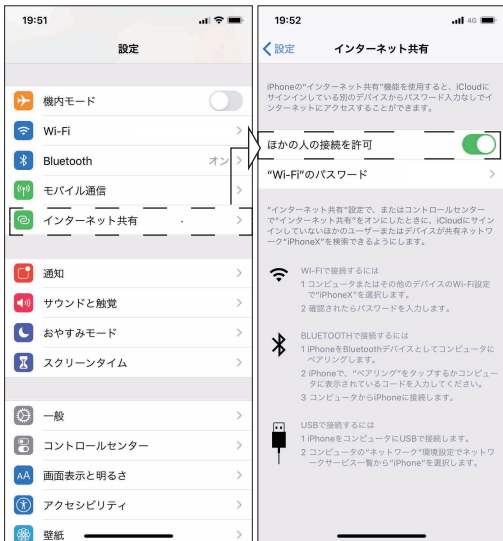 19:51
設定
機内モード
Wi-Fi
Bluetooth オン
モバイル通信
インターネット共有
通知
サウンドと触覚
おやすみモード
スクリーンタイム
一般
コントロールセンター
AA 画面表示と明るさ
アクセシビリティ
壁紙
19:52 4G
設定 インターネット共有
iPhoneの“インターネット共有”機能を使用すると、iCloudに
サインインしている別のデバイスからパスワード入力なしでイ
ンターネットにアクセスすることができます。
ほかの人の接続を許可
“Wi-Fi”のパスワード
“インターネット共有”設定で、またはコントロールセンター
で“インターネット共有”をオンにしたときに、iCloudにサイン
インしていないほかのユーザーまたはデバイスが共有ネットワ
ーク“iPhoneX”を検索できるようにします。
WI-FIで接続するには
1 コンピュータまたはその他のデバイスのWi-Fi設定
で“iPhoneX”を選択します。
2 確認されたらパスワードを入力します。
BLUETOOTHで接続するには
1 iPhoneをBluetoothデバイスとしてコンピュータに
ペアリングします。
2 iPhoneで、“ペアリング”をタップするかコンピュー
タに表示されているコードを入力してください。
3 コンピュータからiPhoneに接続します。
USBで接続するには
1 iPhoneをコンピュータにUSBで接続します。
2 コンピュータの“ネットワーク”環境設定でネットワ
ークサービス一覧から“iPhone”を選択します。